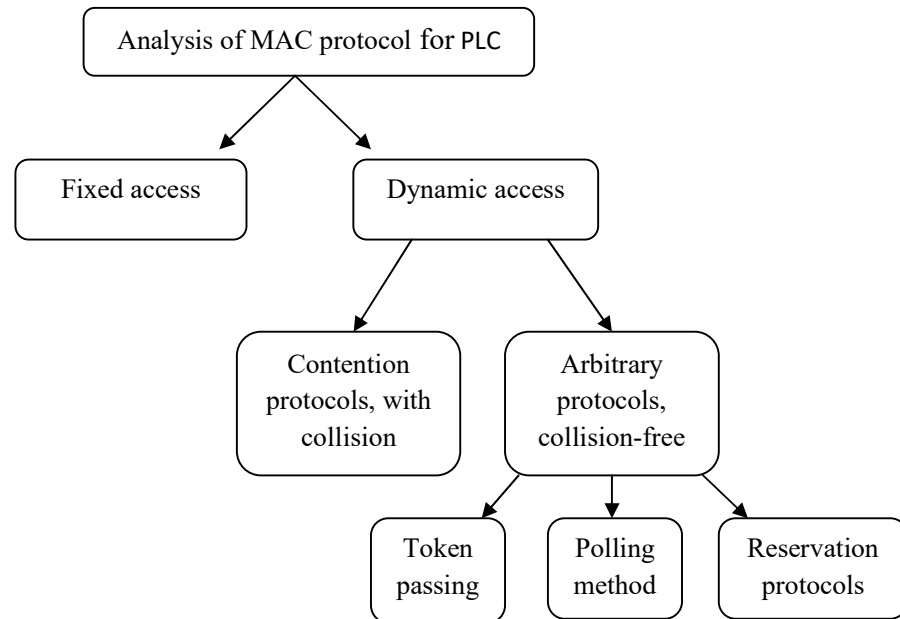 Analysis of MAC protocol for PLC
Fixed access
Dynamic access
Contention
protocols, with
collision
Arbitrary
protocols,
collision-free
Token
passing
Polling
method
Reservation
protocols